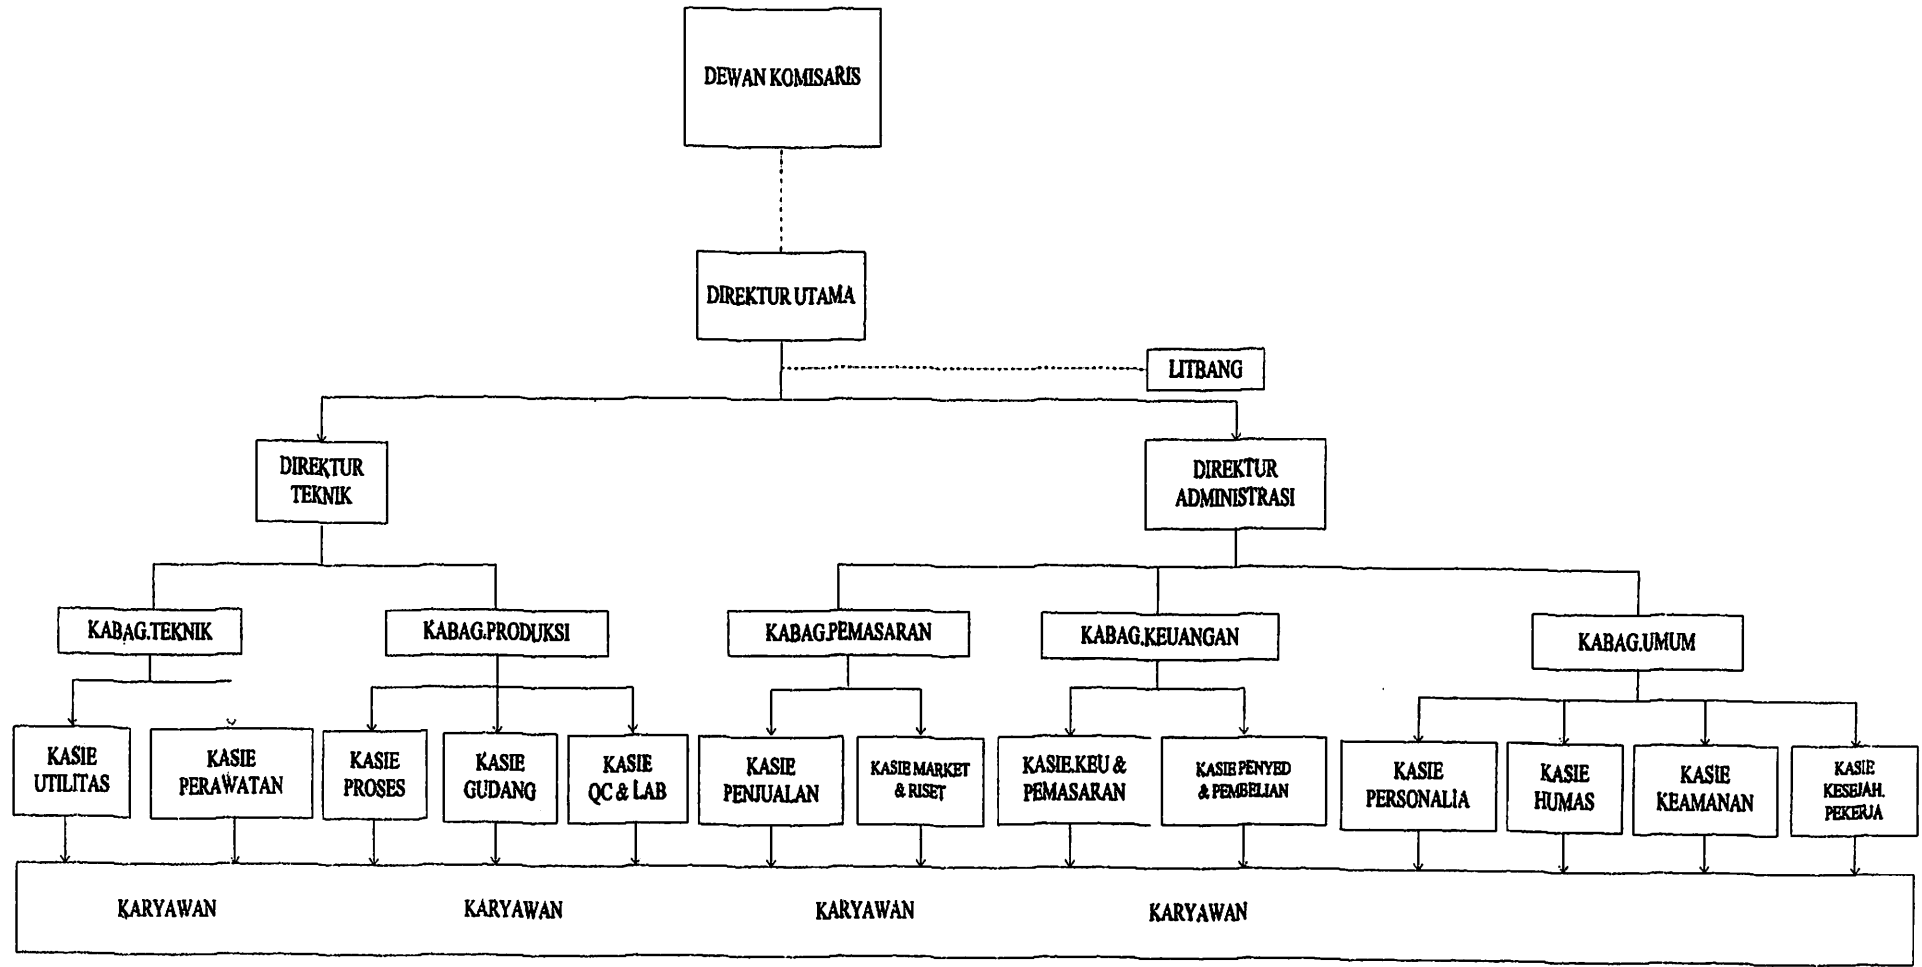 DEWAN KOMISARIS
DIREKTUR UTAMA
LITBANG
DIREKTUR
TEKNIK
DIREKTUR
ADMINISTRASI
KABAG.TEKNIK
KABAG.PRODUKSI
KABAG.PEMASARAN
KABAG.KEUANGAN
KABAG.UMUM
KASIE
UTILITAS
KASIE
PERAWATAN
KASIE
PROSES
KASIE
GUDANG
KASIE
QC & LAB
KASIE
PENJUALAN
KASIE MARKET
& RISET
KASIE.KEU &
PEMASARAN
KASIE PENYED
& PEMBELIAN
KASIE
PERSONALIA
KASIE
HUMAS
KASIE
KEAMANAN
KASIE
KESEJAH.
PEKERJA
KARYAWAN
KARYAWAN
KARYAWAN
KARYAWAN